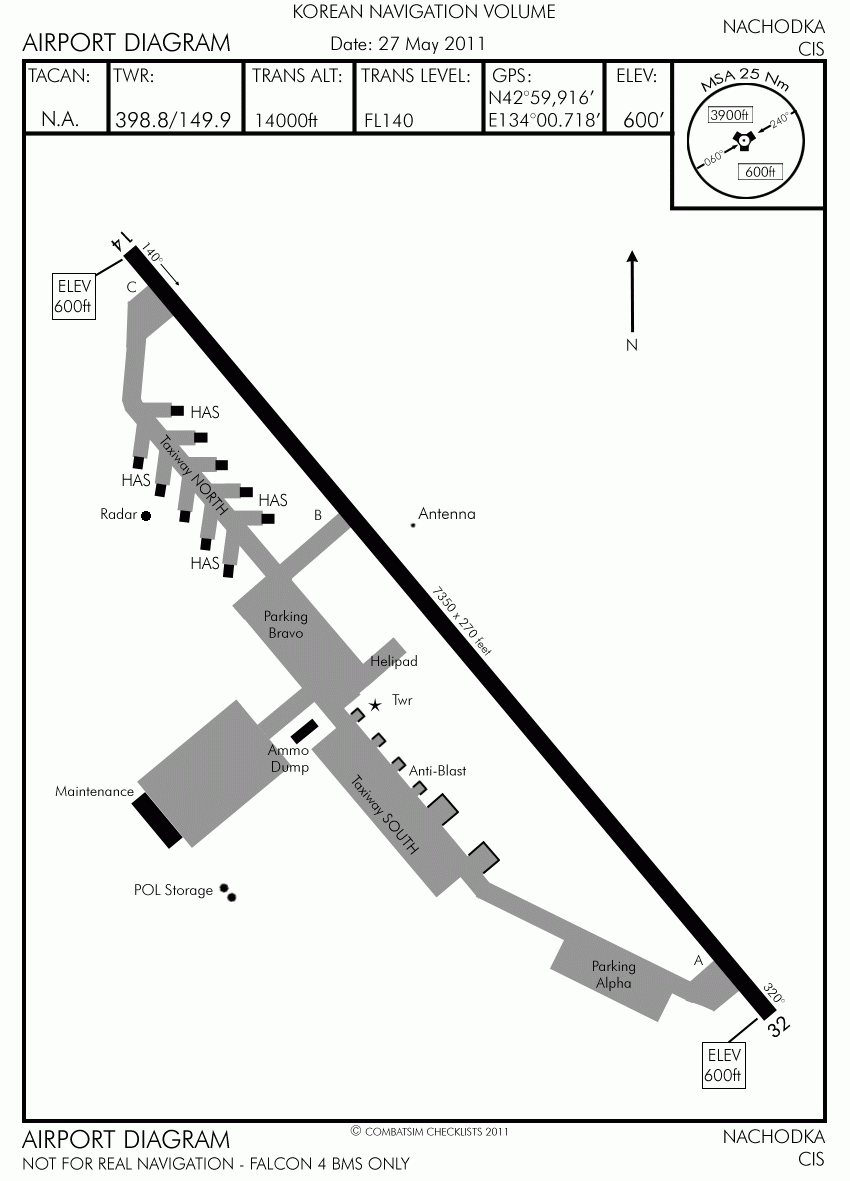 KOREAN NAVIGATION VOLUME
AIRPORT DIAGRAM
Date: 27 May 2011
NACHODKA
CIS
TACAN:
N.A.
TWR:
398.8/149.9
TRANS ALT:
14000ft
TRANS LEVEL:
FL140
GPS:
N42°59,916’
E134°00.718’
ELEV:
600’
MSA 25 Nm
3900ft
240°
060°
600ft
14
140°
ELEV
600ft
C
N
HAS
Taxiway NORTH
HAS
HAS
Radar
B
Antenna
HAS
7350 x 270 feet
Parking
Bravo
Helipad
Twr
Ammo
Dump
Anti-Blast
Maintenance
Taxiway SOUTH
POL Storage
A
Parking
Alpha
320°
32
ELEV
600ft
© COMBATSIM CHECKLISTS 2011
AIRPORT DIAGRAM
NACHODKA
NOT FOR REAL NAVIGATION - FALCON 4 BMS ONLY
CIS